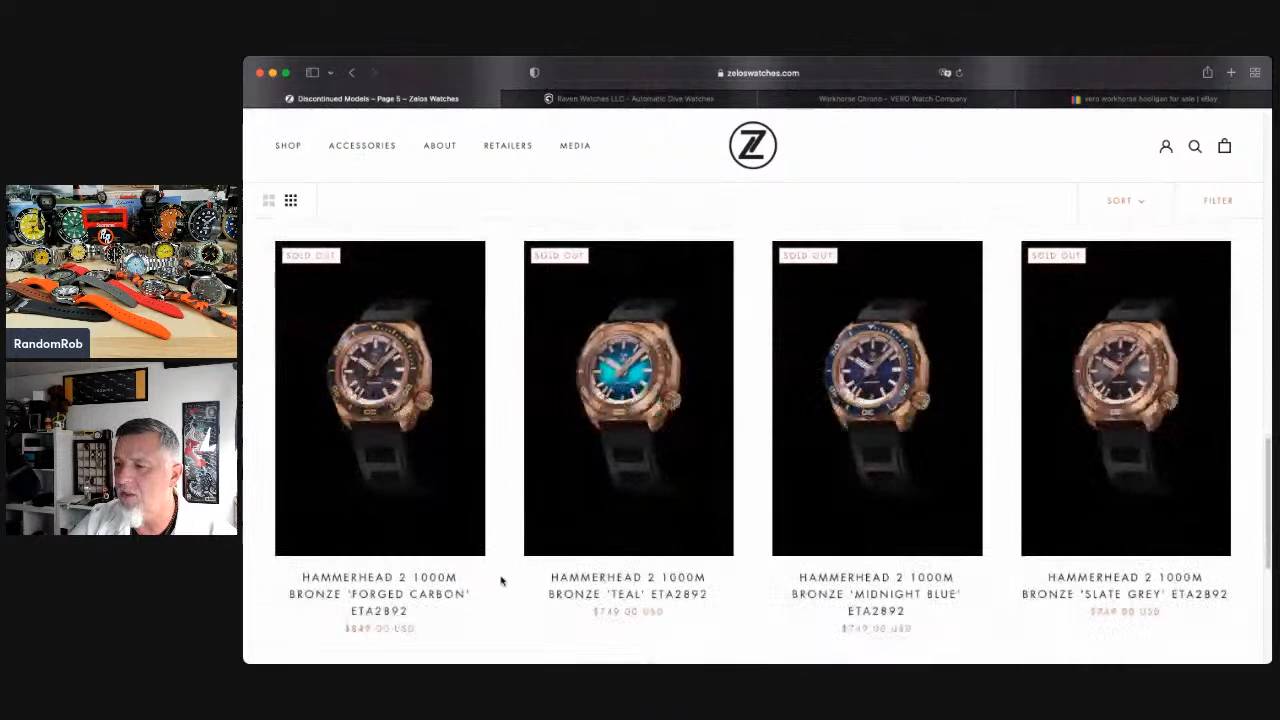 zeloswatches.com
Discontinued Models – Page 5 – Zelos Watches
Raven Watches LLC – Automatic Dive Watches
Workhorse Chrono – VERO Watch Company
vero workhorse hooligan for sale | eBay
SHOP
ACCESSORIES
ABOUT
RETAILERS
MEDIA
Z
SORT
FILTER
SOLD OUT
SOLD OUT
SOLD OUT
SOLD OUT
RandomRob
HAMMERHEAD 2 1000M
BRONZE 'FORGED CARBON'
ETA2892
$849.00 USD
HAMMERHEAD 2 1000M
BRONZE 'TEAL' ETA2892
$749.00 USD
HAMMERHEAD 2 1000M
BRONZE 'MIDNIGHT BLUE'
ETA2892
$749.00 USD
HAMMERHEAD 2 1000M
BRONZE 'SLATE GREY' ETA2892
$749.00 USD